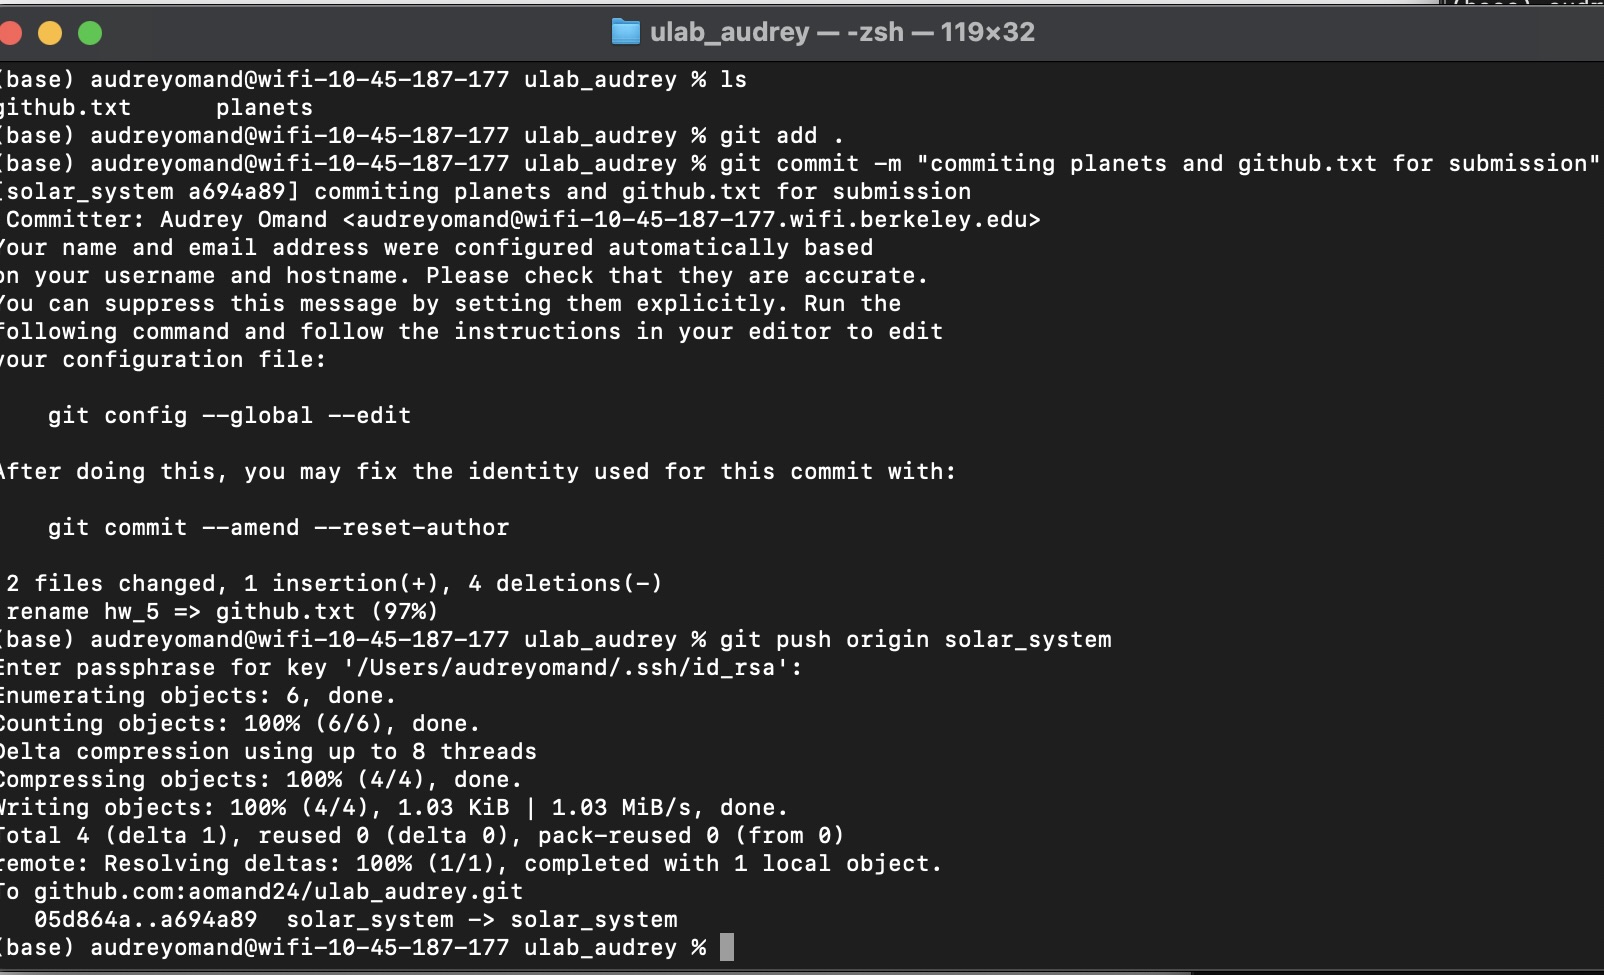 ulab_audrey — -zsh — 119×32
(base) audreyomand@wifi-10-45-187-177 ulab_audrey % ls
github.txt      planets
(base) audreyomand@wifi-10-45-187-177 ulab_audrey % git add .
(base) audreyomand@wifi-10-45-187-177 ulab_audrey % git commit -m "commiting planets and github.txt for submission"
[solar_system a694a89] commiting planets and github.txt for submission
 Committer: Audrey Omand <audreyomand@wifi-10-45-187-177.wifi.berkeley.edu>
Your name and email address were configured automatically based
on your username and hostname. Please check that they are accurate.
You can suppress this message by setting them explicitly. Run the
following command and follow the instructions in your editor to edit
your configuration file:
    git config --global --edit
After doing this, you may fix the identity used for this commit with:
    git commit --amend --reset-author
 2 files changed, 1 insertion(+), 4 deletions(-)
 rename hw_5 => github.txt (97%)
(base) audreyomand@wifi-10-45-187-177 ulab_audrey % git push origin solar_system
Enter passphrase for key '/Users/audreyomand/.ssh/id_rsa':
Enumerating objects: 6, done.
Counting objects: 100% (6/6), done.
Delta compression using up to 8 threads
Compressing objects: 100% (4/4), done.
Writing objects: 100% (4/4), 1.03 KiB | 1.03 MiB/s, done.
Total 4 (delta 1), reused 0 (delta 0), pack-reused 0 (from 0)
remote: Resolving deltas: 100% (1/1), completed with 1 local object.
To github.com:aomand24/ulab_audrey.git
   05d864a..a694a89  solar_system -> solar_system
(base) audreyomand@wifi-10-45-187-177 ulab_audrey %